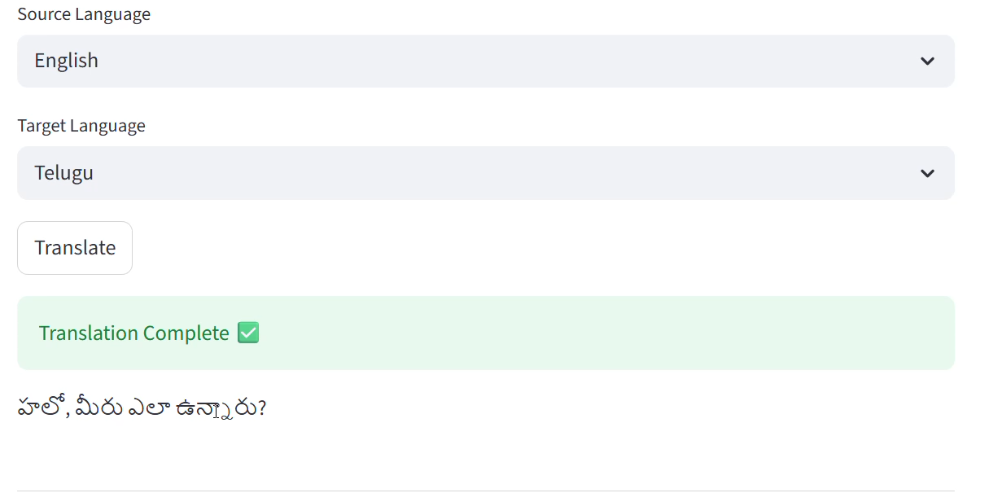 Source Language
English
Target Language
Telugu
Translate
Translation Complete ✅
హలో, మీరు ఎలా ఉన్నారు?